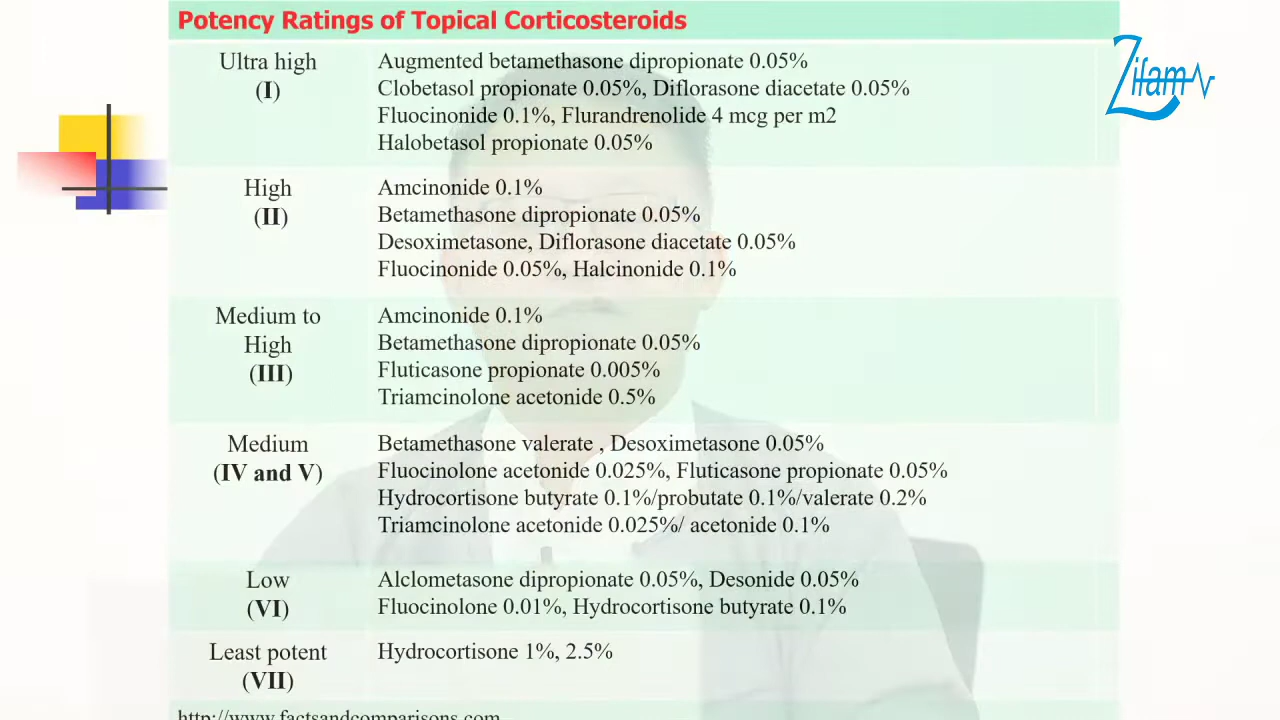 Potency Ratings of Topical Corticosteroids
Zifam
Ultra high
(I)
Augmented betamethasone dipropionate 0.05%
Clobetasol propionate 0.05%, Diflorasone diacetate 0.05%
Fluocinonide 0.1%, Flurandrenolide 4 mcg per m2
Halobetasol propionate 0.05%
High
(II)
Amcinonide 0.1%
Betamethasone dipropionate 0.05%
Desoximetasone, Diflorasone diacetate 0.05%
Fluocinonide 0.05%, Halcinonide 0.1%
Medium to
High
(III)
Amcinonide 0.1%
Betamethasone dipropionate 0.05%
Fluticasone propionate 0.005%
Triamcinolone acetonide 0.5%
Medium
(IV and V)
Betamethasone valerate , Desoximetasone 0.05%
Fluocinolone acetonide 0.025%, Fluticasone propionate 0.05%
Hydrocortisone butyrate 0.1%/probutate 0.1%/valerate 0.2%
Triamcinolone acetonide 0.025%/ acetonide 0.1%
Low
(VI)
Alclometasone dipropionate 0.05%, Desonide 0.05%
Fluocinolone 0.01%, Hydrocortisone butyrate 0.1%
Least potent
(VII)
Hydrocortisone 1%, 2.5%
http://www.factsandcomparisons.com